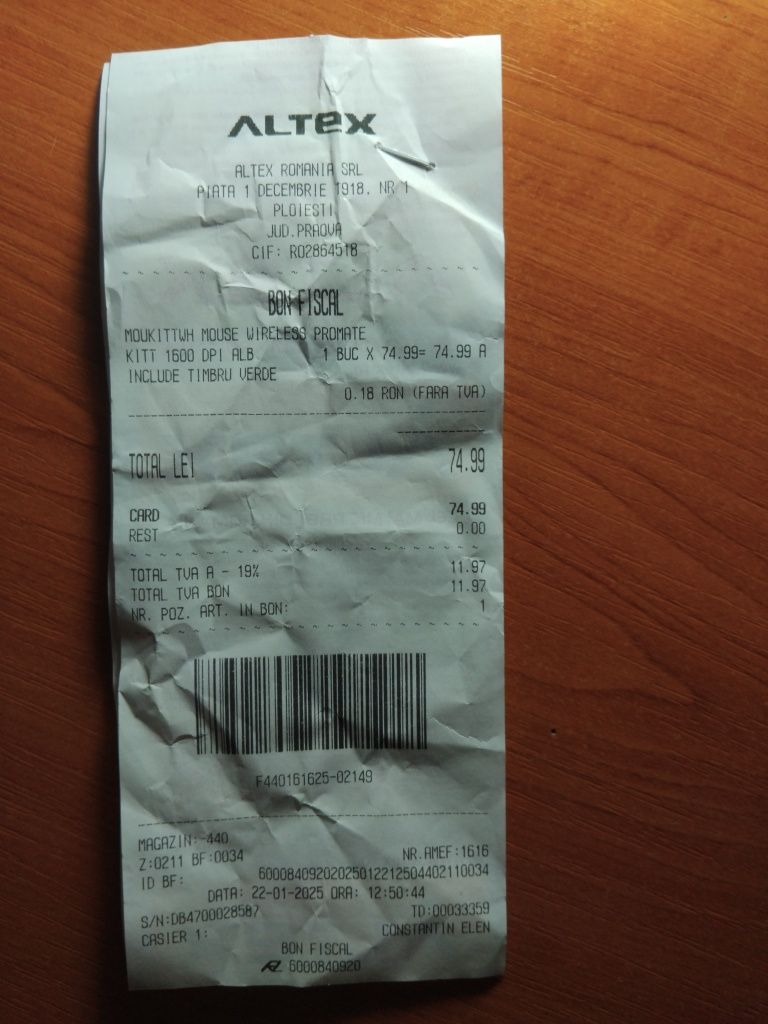 ALTEX
ALTEX ROMANIA SRL
PIATA 1 DECEMBRIE 1918. NR 1
PLOIESTI
JUD.PRAOVA
CIF: RO2864518
BON FISCAL
MOUKITTWH MOUSE WIRELESS PROMATE
KITT 1600 DPI ALB 1 BUC X 74.99= 74.99 A
INCLUDE TIMBRU VERDE
0.18 RON (FARA TVA)
TOTAL LEI 74.99
CARD 74.99
REST 0.00
TOTAL TVA A - 19% 11.97
TOTAL TVA BON 11.97
NR. POZ. ART. IN BON: 1
F440161625-02149
MAGAZIN: 440
Z:0211 BF:0034 NR.AMEF:1616
ID BF: 60008409202025012212504402110034
DATA: 22-01-2025 ORA: 12:50:44
S/N:DB4700028587 TD:00033359
CASIER 1: CONSTANTIN ELEN
BON FISCAL
6000840920